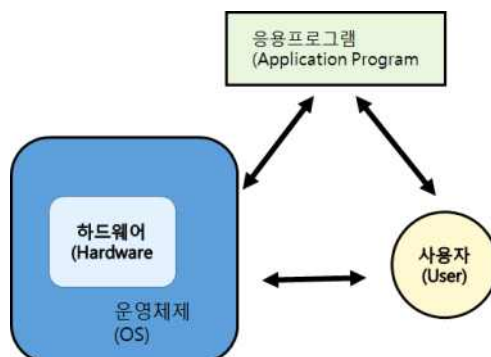 응용프로그램
(Application Program
하드웨어
(Hardware
운영체제
(OS)
사용자
(User)